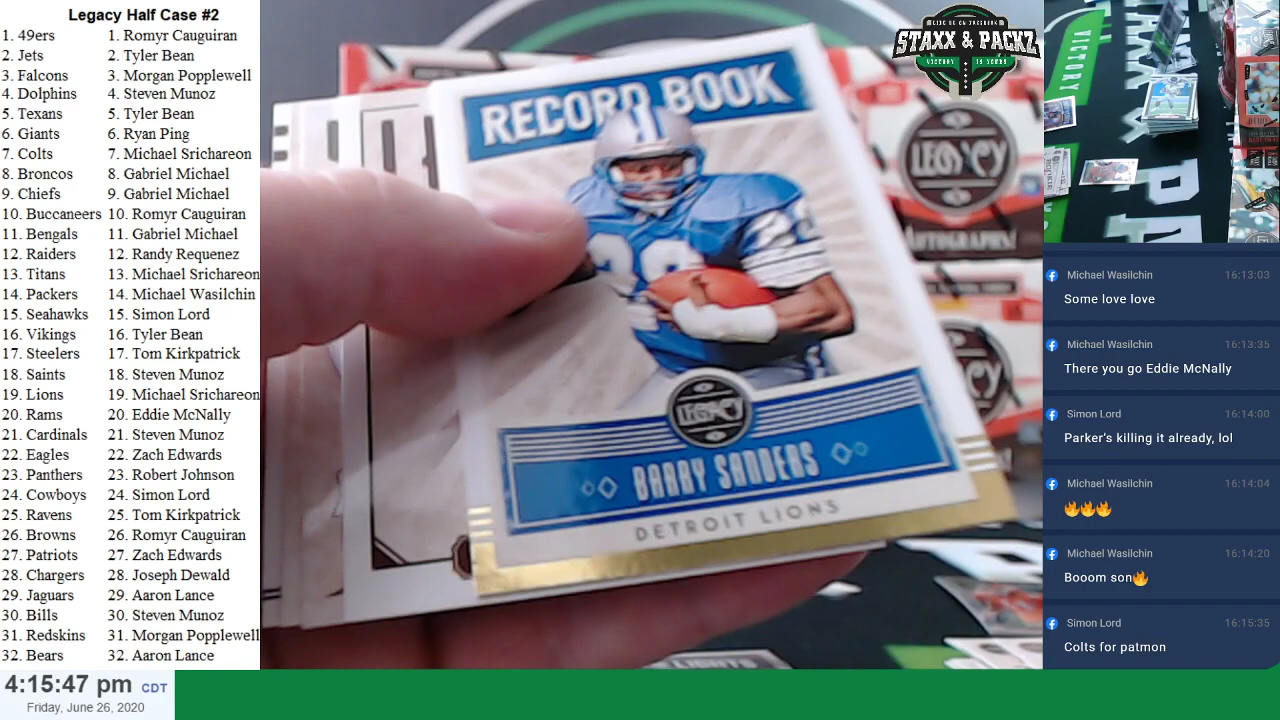 Legacy Half Case #2
1. 49ers 1. Romyr Cauguiran
2. Jets 2. Tyler Bean
3. Falcons 3. Morgan Popplewell
4. Dolphins 4. Steven Munoz
5. Texans 5. Tyler Bean
6. Giants 6. Ryan Ping
7. Colts 7. Michael Srichareon
8. Broncos 8. Gabriel Michael
9. Chiefs 9. Gabriel Michael
10. Buccaneers 10. Romyr Cauguiran
11. Bengals 11. Gabriel Michael
12. Raiders 12. Randy Requenez
13. Titans 13. Michael Srichareon
14. Packers 14. Michael Wasilchin
15. Seahawks 15. Simon Lord
16. Vikings 16. Tyler Bean
17. Steelers 17. Tom Kirkpatrick
18. Saints 18. Steven Munoz
19. Lions 19. Michael Srichareon
20. Rams 20. Eddie McNally
21. Cardinals 21. Steven Munoz
22. Eagles 22. Zach Edwards
23. Panthers 23. Robert Johnson
24. Cowboys 24. Simon Lord
25. Ravens 25. Tom Kirkpatrick
26. Browns 26. Romyr Cauguiran
27. Patriots 27. Zach Edwards
28. Chargers 28. Joseph Dewald
29. Jaguars 29. Aaron Lance
30. Bills 30. Steven Munoz
31. Redskins 31. Morgan Popplewell
32. Bears 32. Aaron Lance
4:15:47 pm CDT
Friday, June 26, 2020
RECORD BOOK
LEGACY
BARRY SANDERS
DETROIT LIONS
LEGACY
AUTOGRAPHS!
STAXX & PACKZ
VICTORY IS YOURS
VICTORY
Michael Wasilchin 16:13:03
Some love love
Michael Wasilchin 16:13:35
There you go Eddie McNally
Simon Lord 16:14:00
Parker's killing it already, lol
Michael Wasilchin 16:14:04
🔥🔥🔥
Michael Wasilchin 16:14:20
Booom son🔥
Simon Lord 16:15:35
Colts for patmon